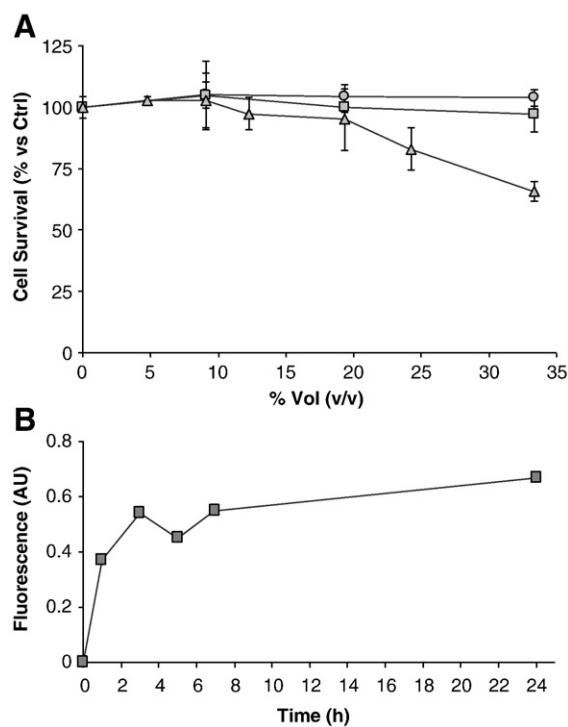 A
Cell Survival (% vs Ctrl)
125
100
75
50
25
0
0 5 10 15 20 25 30 35
% Vol (v/v)
B
Fluorescence (AU)
0.8
0.6
0.4
0.2
0
0 2 4 6 8 10 12 14 16 18 20 22 24
Time (h)